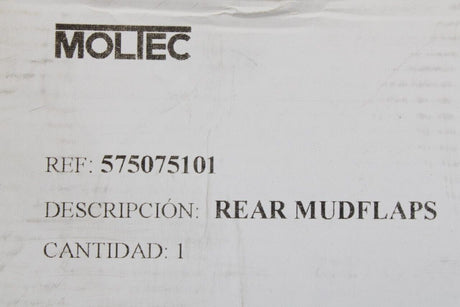 MOLTEC
REF: 575075101
DESCRIPCIÓN: REAR MUDFLAPS
CANTIDAD: 1